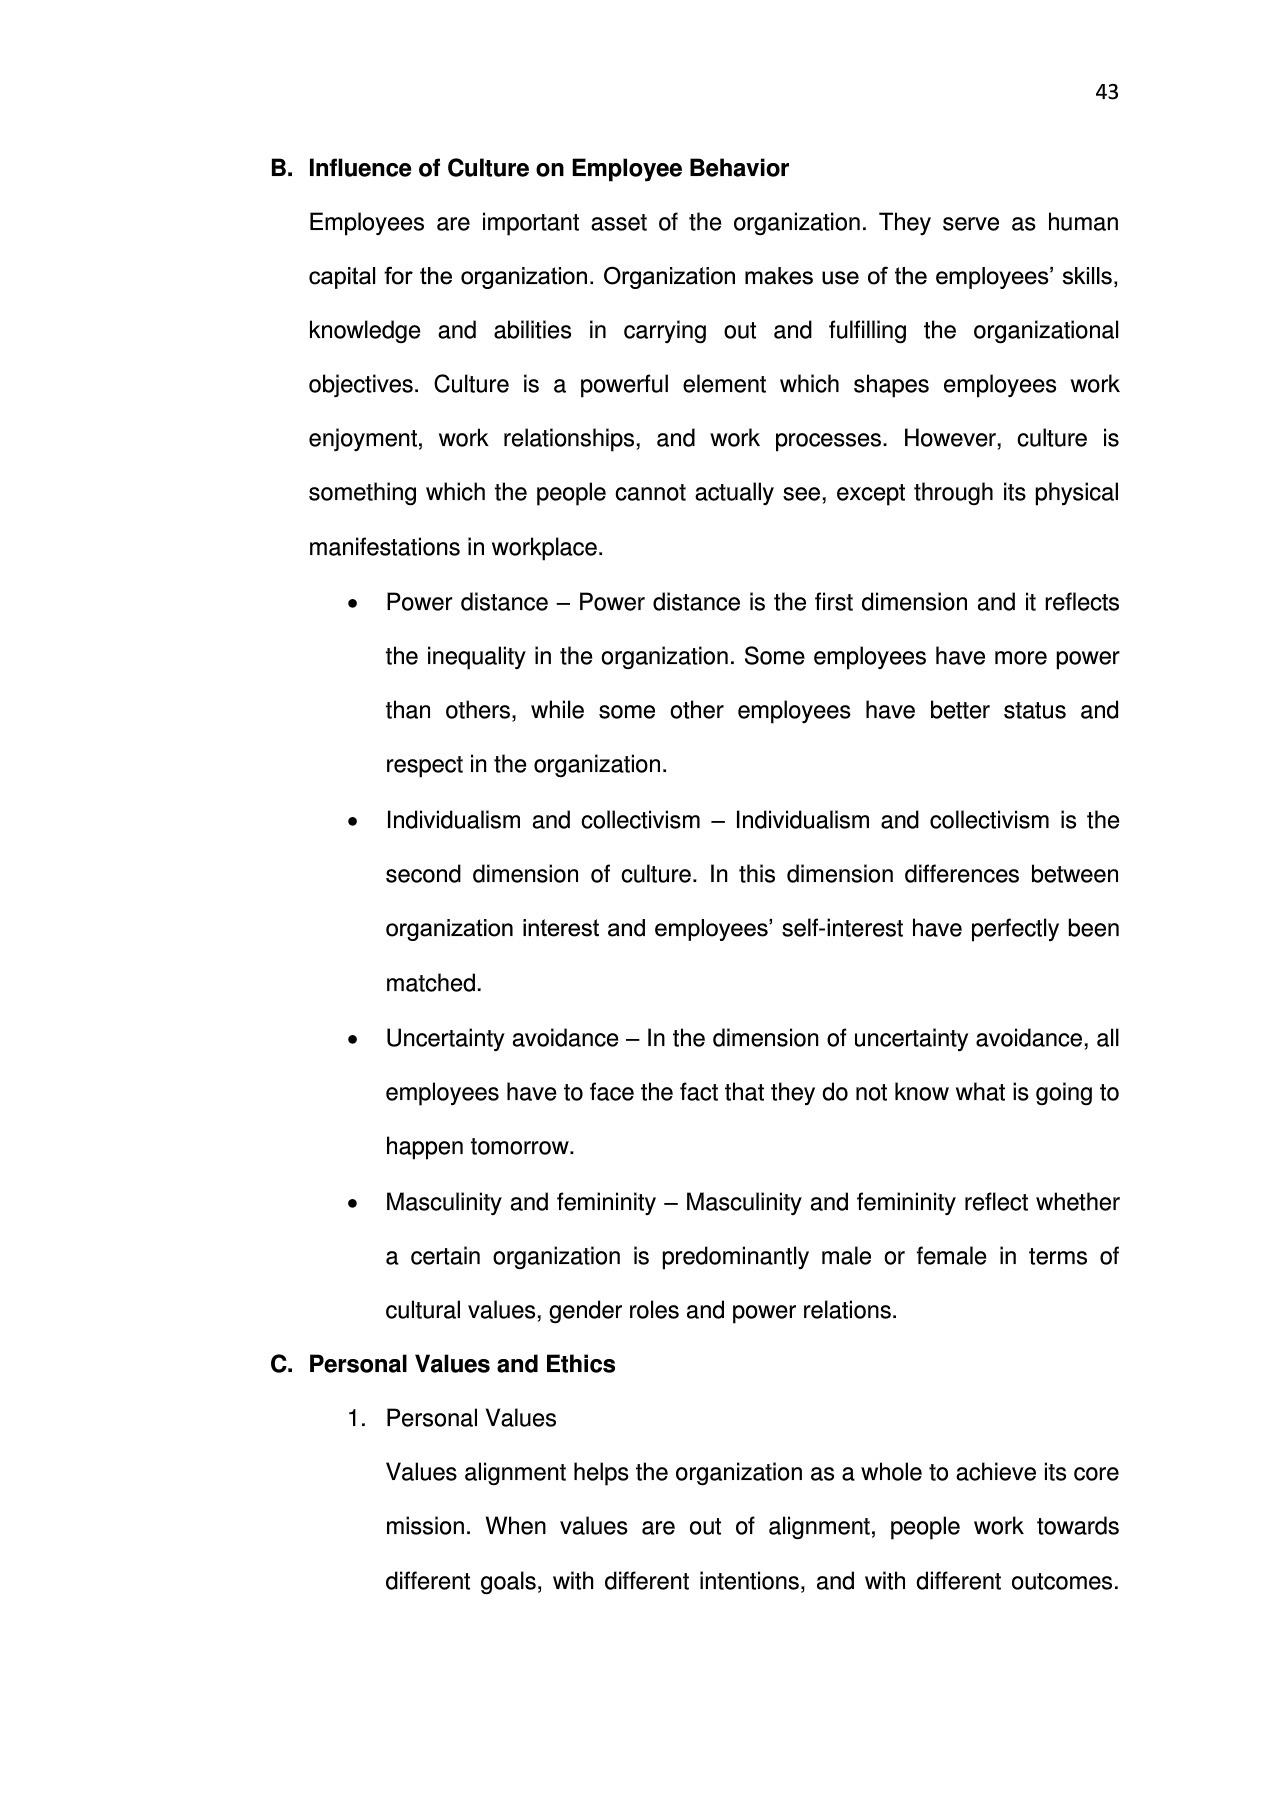 43
B. Influence of Culture on Employee Behavior
Employees are important asset of the organization. They serve as human
capital for the organization. Organization makes use of the employees’ skills,
knowledge and abilities in carrying out and fulfilling the organizational
objectives. Culture is a powerful element which shapes employees work
enjoyment, work relationships, and work processes. However, culture is
something which the people cannot actually see, except through its physical
manifestations in workplace.
• Power distance – Power distance is the first dimension and it reflects
the inequality in the organization. Some employees have more power
than others, while some other employees have better status and
respect in the organization.
• Individualism and collectivism – Individualism and collectivism is the
second dimension of culture. In this dimension differences between
organization interest and employees’ self-interest have perfectly been
matched.
• Uncertainty avoidance – In the dimension of uncertainty avoidance, all
employees have to face the fact that they do not know what is going to
happen tomorrow.
• Masculinity and femininity – Masculinity and femininity reflect whether
a certain organization is predominantly male or female in terms of
cultural values, gender roles and power relations.
C. Personal Values and Ethics
1. Personal Values
Values alignment helps the organization as a whole to achieve its core
mission. When values are out of alignment, people work towards
different goals, with different intentions, and with different outcomes.